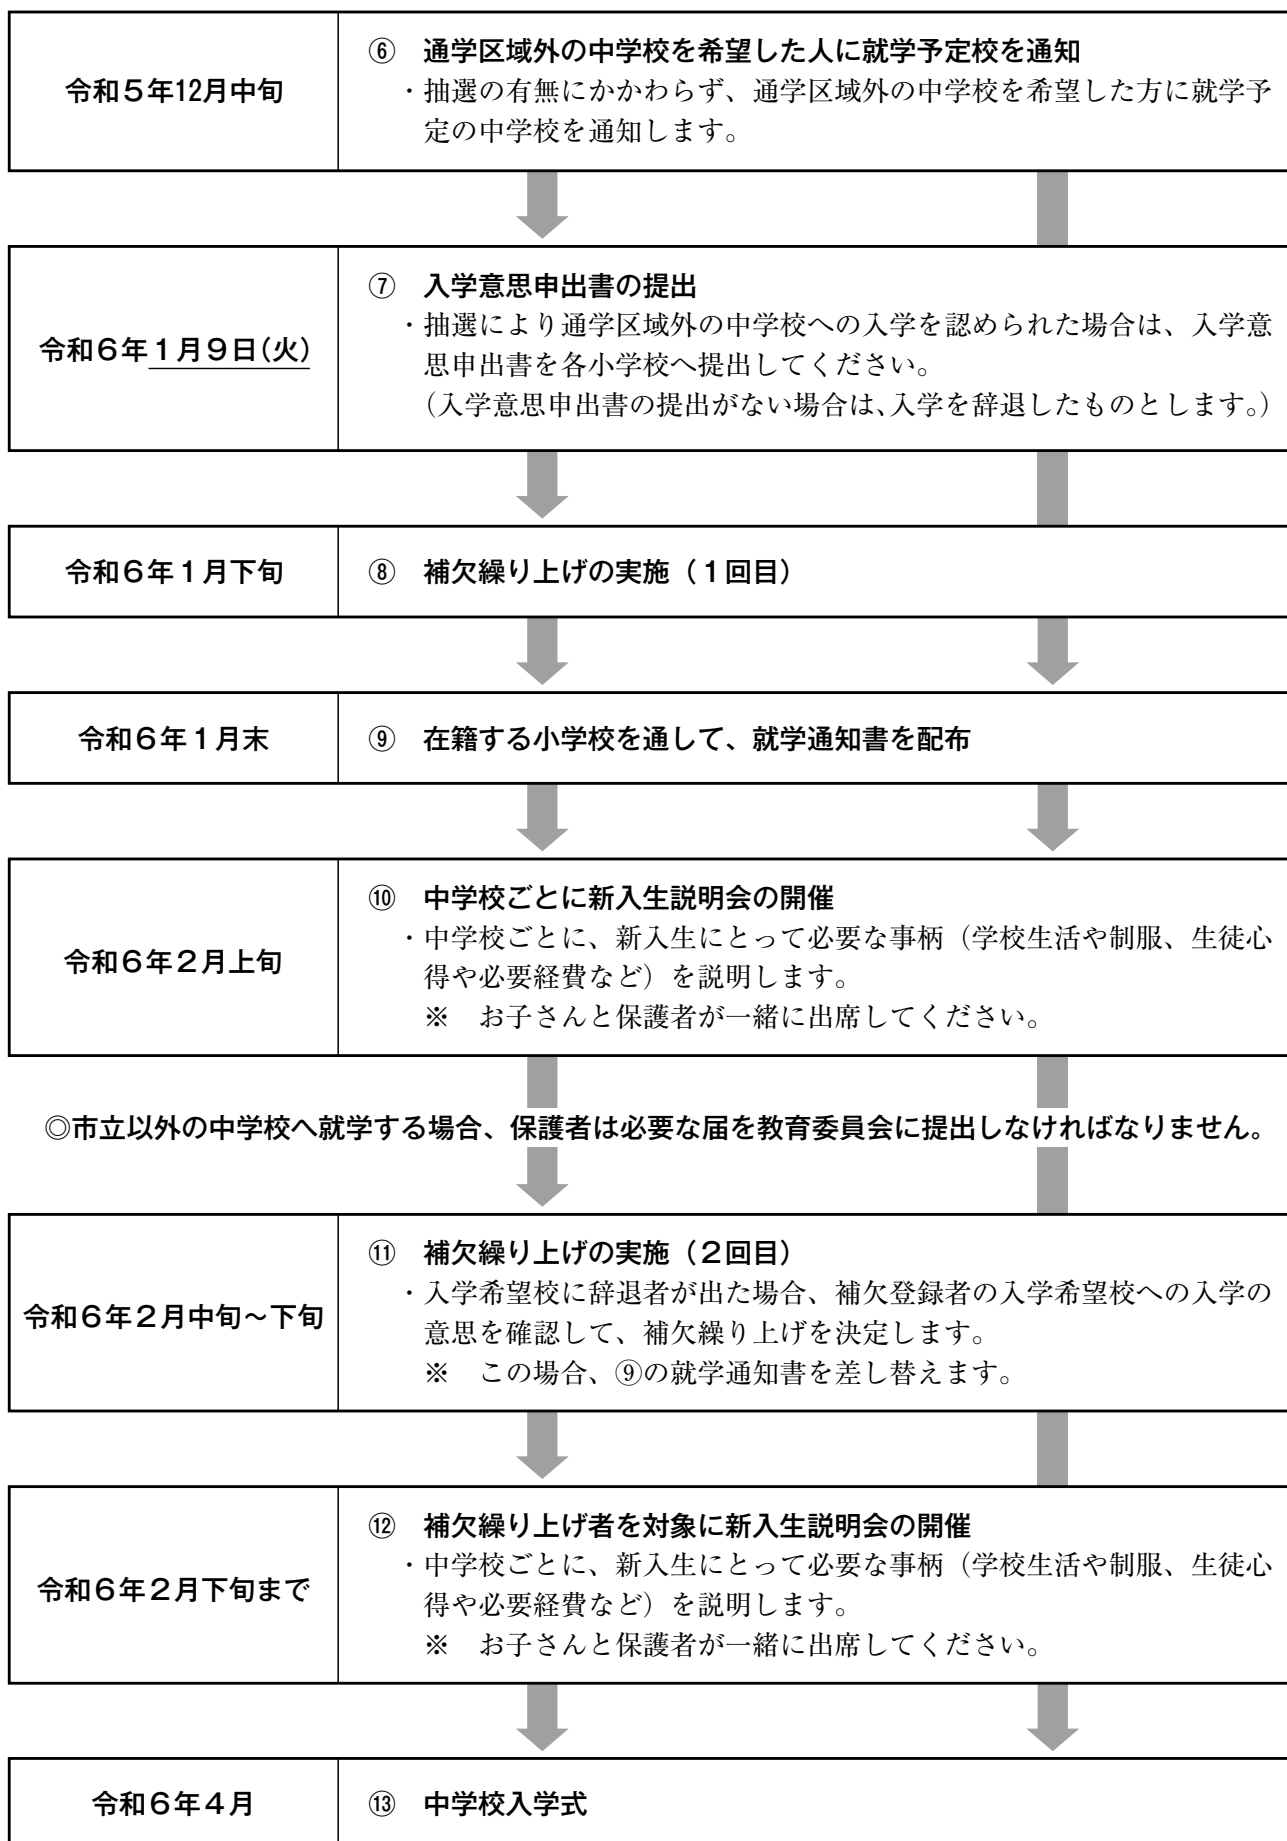 令和５年12月中旬
⑥　通学区域外の中学校を希望した人に就学予定校を通知
・抽選の有無にかかわらず、通学区域外の中学校を希望した方に就学予
定の中学校を通知します。
令和６年１月９日(火)
⑦　入学意思申出書の提出
・抽選により通学区域外の中学校への入学を認められた場合は、入学意
思申出書を各小学校へ提出してください。
（入学意思申出書の提出がない場合は、入学を辞退したものとします。）
令和６年１月下旬
⑧　補欠繰り上げの実施（１回目）
令和６年１月末
⑨　在籍する小学校を通して、就学通知書を配布
令和６年２月上旬
⑩　中学校ごとに新入生説明会の開催
・中学校ごとに、新入生にとって必要な事柄（学校生活や制服、生徒心
得や必要経費など）を説明します。
※　お子さんと保護者が一緒に出席してください。
◎市立以外の中学校へ就学する場合、保護者は必要な届を教育委員会に提出しなければなりません。
令和６年２月中旬～下旬
⑪　補欠繰り上げの実施（２回目）
・入学希望校に辞退者が出た場合、補欠登録者の入学希望校への入学の
意思を確認して、補欠繰り上げを決定します。
※　この場合、⑨の就学通知書を差し替えます。
令和６年２月下旬まで
⑫　補欠繰り上げ者を対象に新入生説明会の開催
・中学校ごとに、新入生にとって必要な事柄（学校生活や制服、生徒心
得や必要経費など）を説明します。
※　お子さんと保護者が一緒に出席してください。
令和６年４月
⑬　中学校入学式